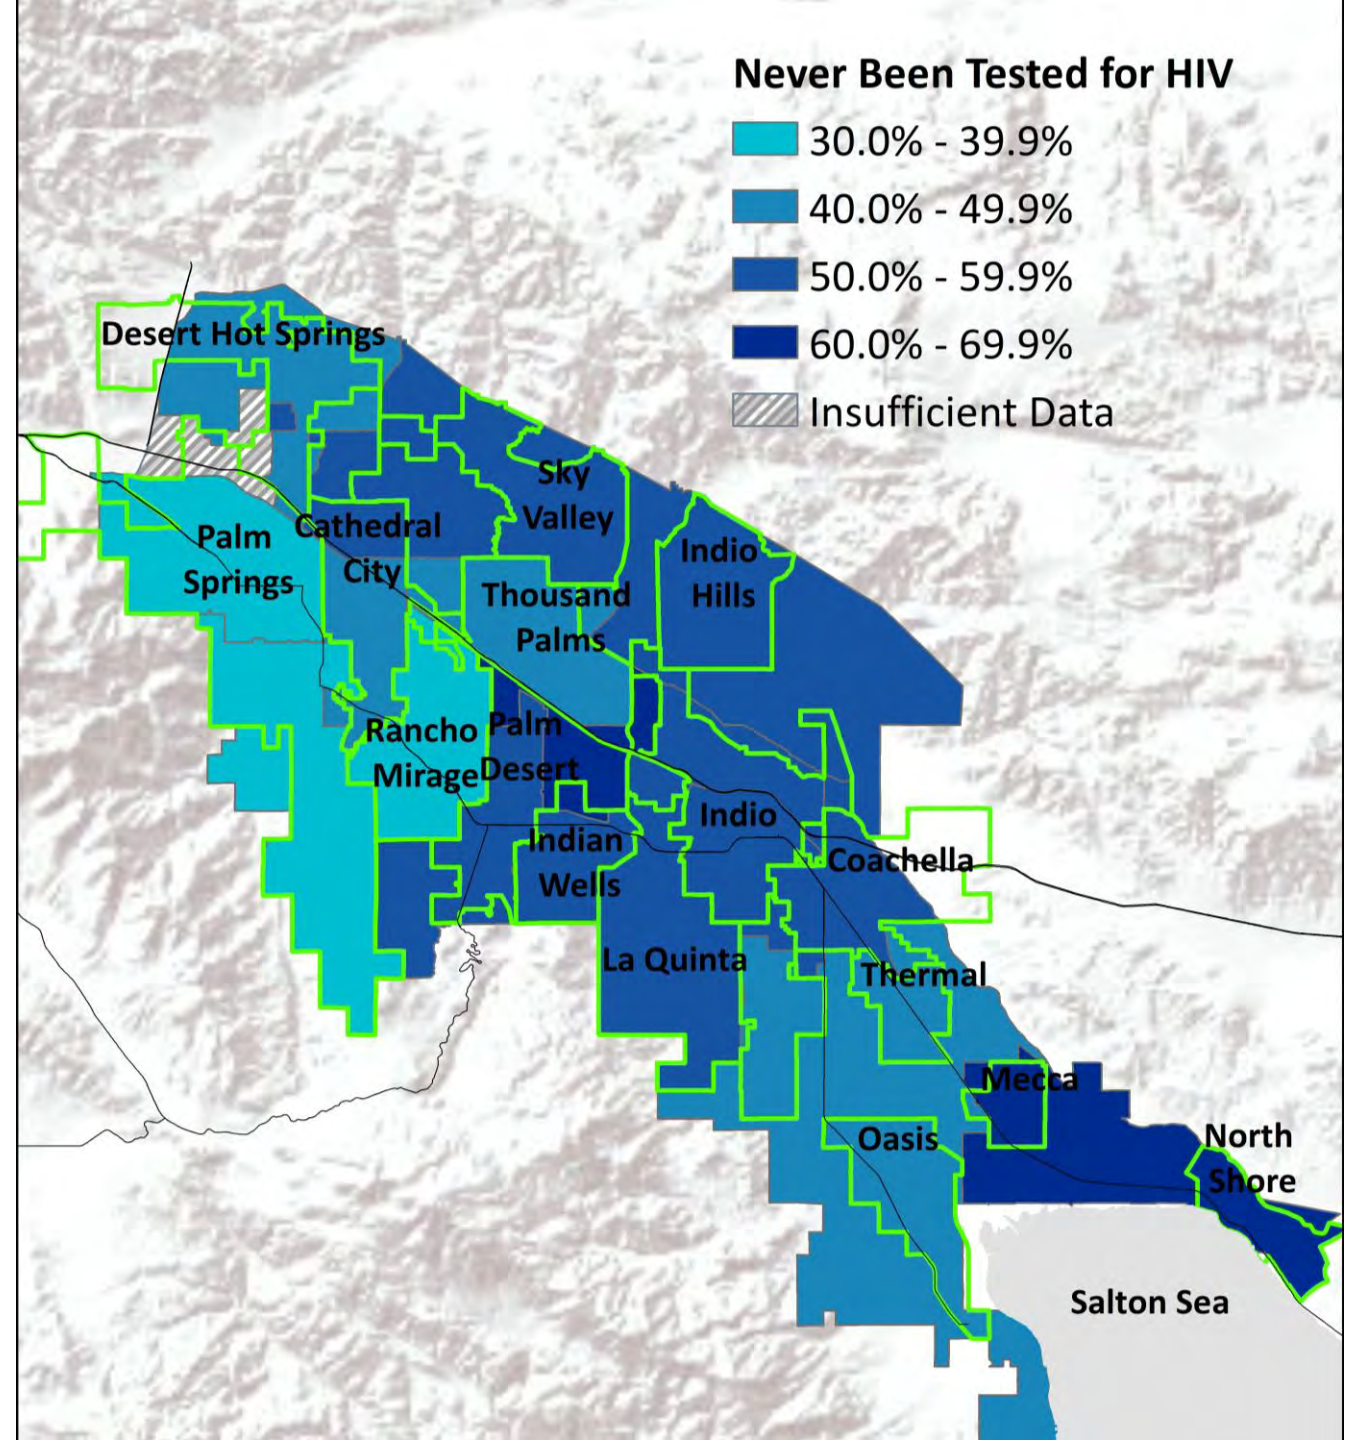 Never Been Tested for HIV
30.0% - 39.9%
40.0% - 49.9%
50.0% - 59.9%
60.0% - 69.9%
Insufficient Data
Desert Hot Springs
Sky
Valley
Cathedral
City
Palm
Springs
Indio
Hills
Thousand
Palms
Rancho
Mirage
Palm
Desert
Indio
Indian
Wells
Coachella
La Quinta
Thermal
Mecca
Oasis
North
Shore
Salton Sea